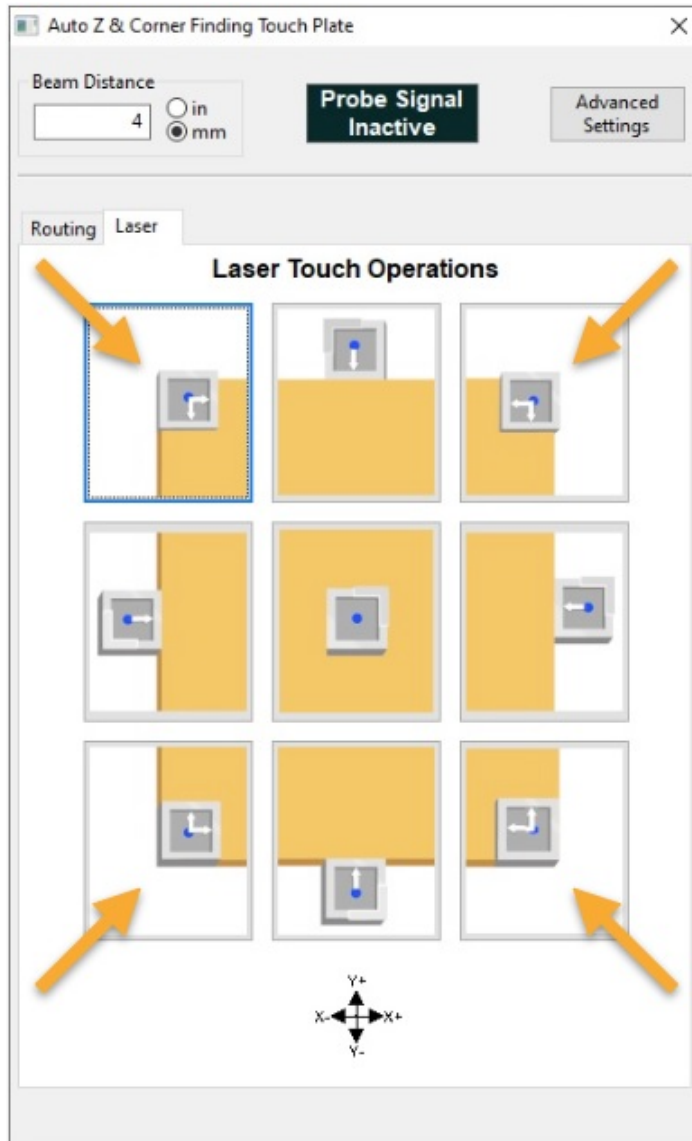 Auto Z & Corner Finding Touch Plate
Beam Distance
4
in
mm
Probe Signal
Inactive
Advanced
Settings
Routing
Laser
Laser Touch Operations
Y+
X-
X+
Y-